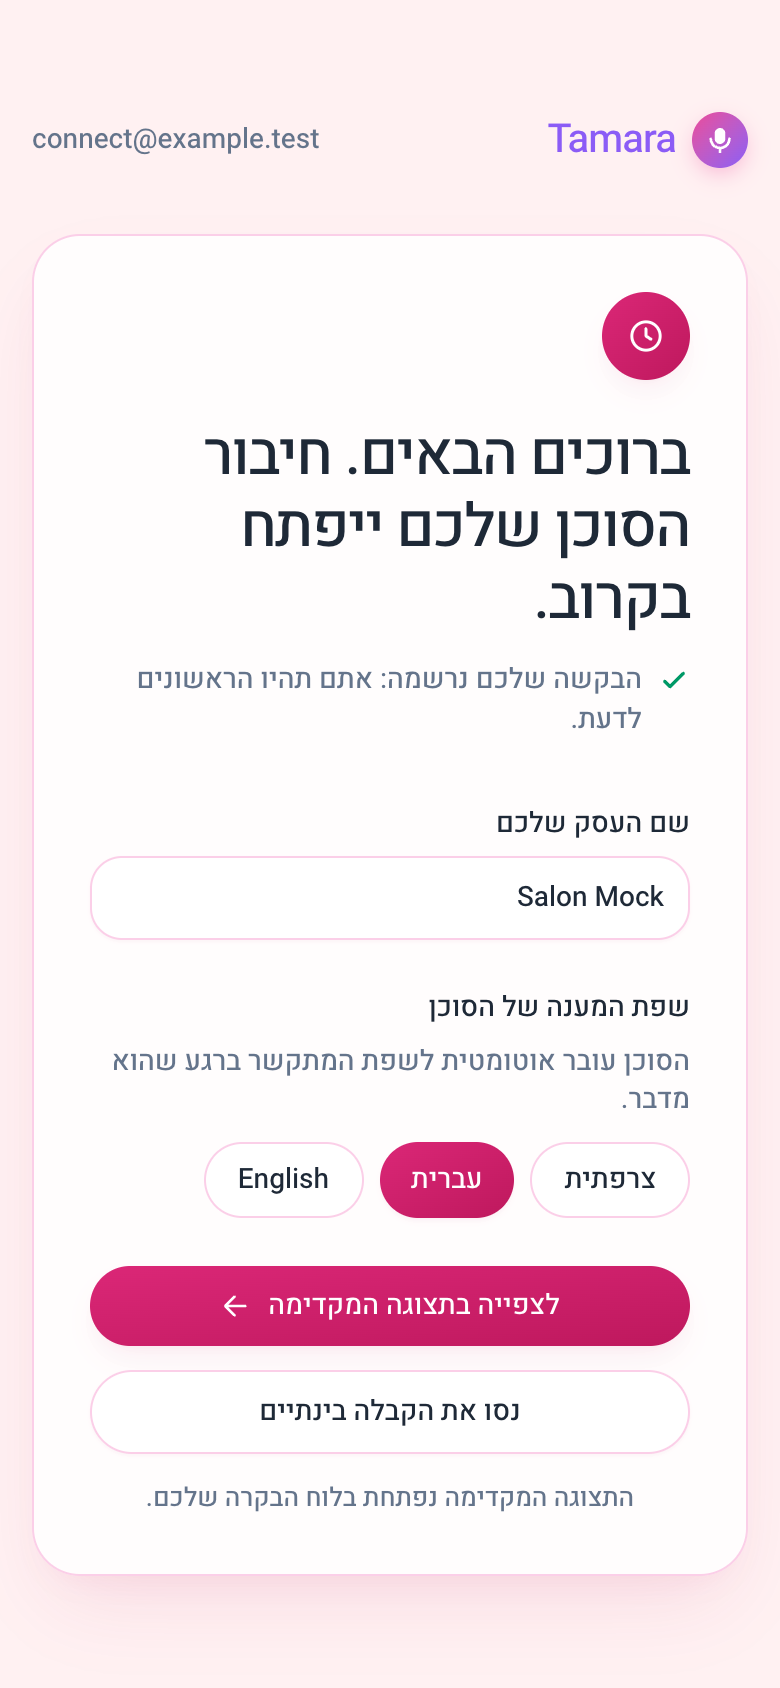 Tamara
connect@example.test
ברוכים הבאים. חיבור
הסוכן שלכם ייפתח
בקרוב.
הבקשה שלכם נרשמה: אתם תהיו הראשונים
לדעת.
שם העסק שלכם
Salon Mock
שפת המענה של הסוכן
הסוכן עובר אוטומטית לשפת המתקשר ברגע שהוא
מדבר.
צרפתית
עברית
English
לצפייה בתצוגה המקדימה
נסו את הקבלה בינתיים
התצוגה המקדימה נפתחת בלוח הבקרה שלכם.